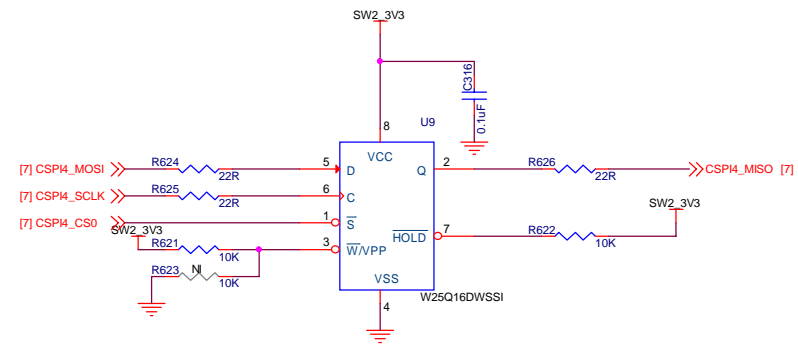 SW2_3V3
C316
0.1uF
U9
8
VCC
[7] CSPI4_MOSI
R624
22R
5
D
Q
2
R626
22R
CSPI4_MISO [7]
[7] CSPI4_SCLK
R625
22R
6
C
[7] CSPI4_CS0
1
S
SW2_3V3
SW2_3V3
R621
10K
3
W/VPP
HOLD
7
R622
10K
R623
NI
10K
VSS
4
W25Q16DWSSI